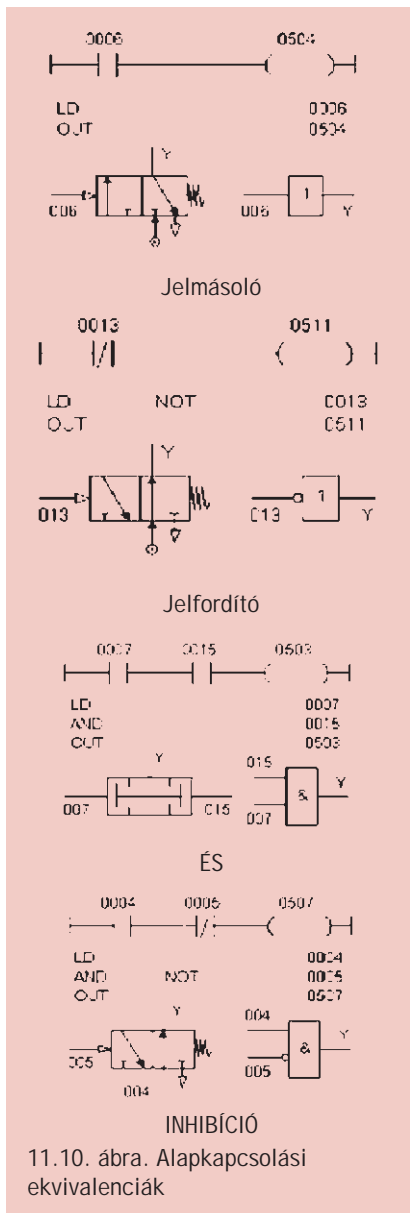 0006 0504
LD 0006
OUT 0504
Y
006 006 1 Y
Jelmásoló
0013 0511
LD NOT 0013
OUT 0511
Y
013 013 1 Y
Jelfordító
0007 0015 0503
LD 0007
AND 0015
OUT 0503
Y 015 Y
&
007 015 007
ÉS
0004 0005 0507
LD 0004
AND NOT 0005
OUT 0507
Y 004 Y
&
005 005
004
INHIBÍCIÓ
11.10. ábra. Alapkapcsolási
ekvivalenciák